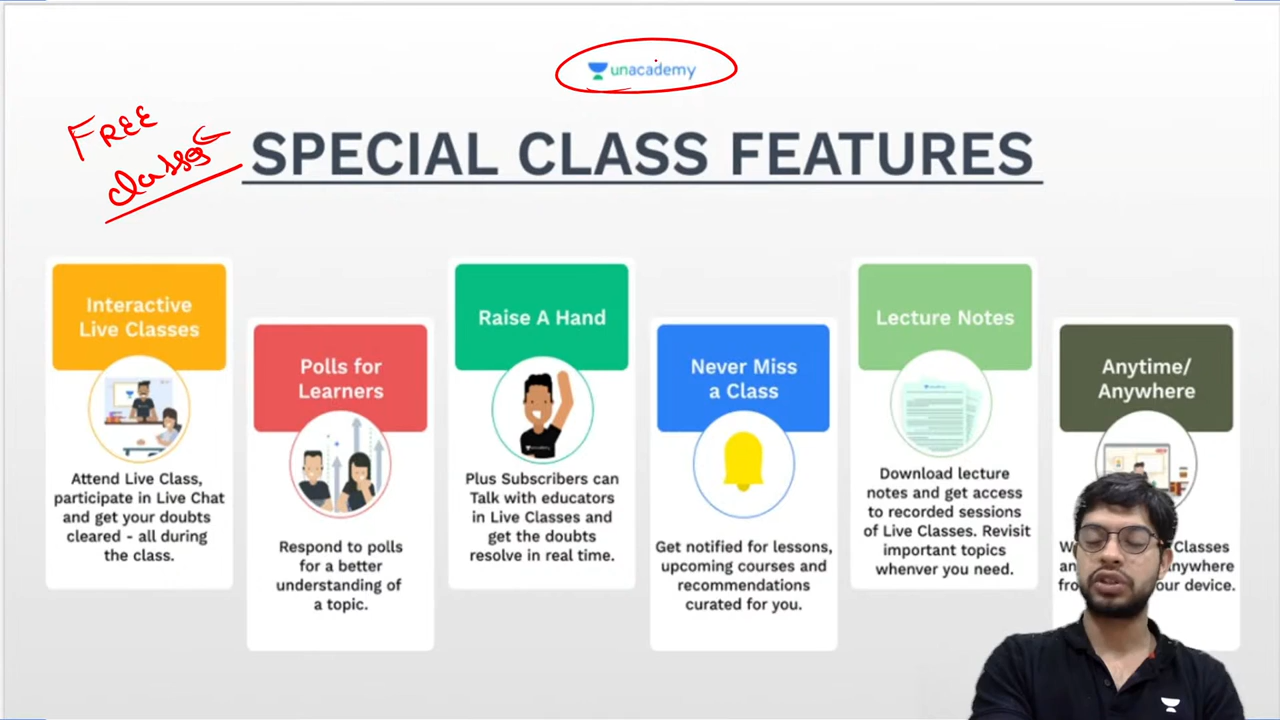 unacademy
FREE
classes
SPECIAL CLASS FEATURES
Interactive
Live Classes
Attend Live Class,
participate in Live Chat
and get your doubts
cleared - all during
the class.
Polls for
Learners
Respond to polls
for a better
understanding of
a topic.
Raise A Hand
Plus Subscribers can
Talk with educators
in Live Classes and
get the doubts
resolve in real time.
Never Miss
a Class
Get notified for lessons,
upcoming courses and
recommendations
curated for you.
Lecture Notes
Download lecture
notes and get access
to recorded sessions
of Live Classes. Revisit
important topics
whenver you need.
Anytime/
Anywhere
Classes
device.